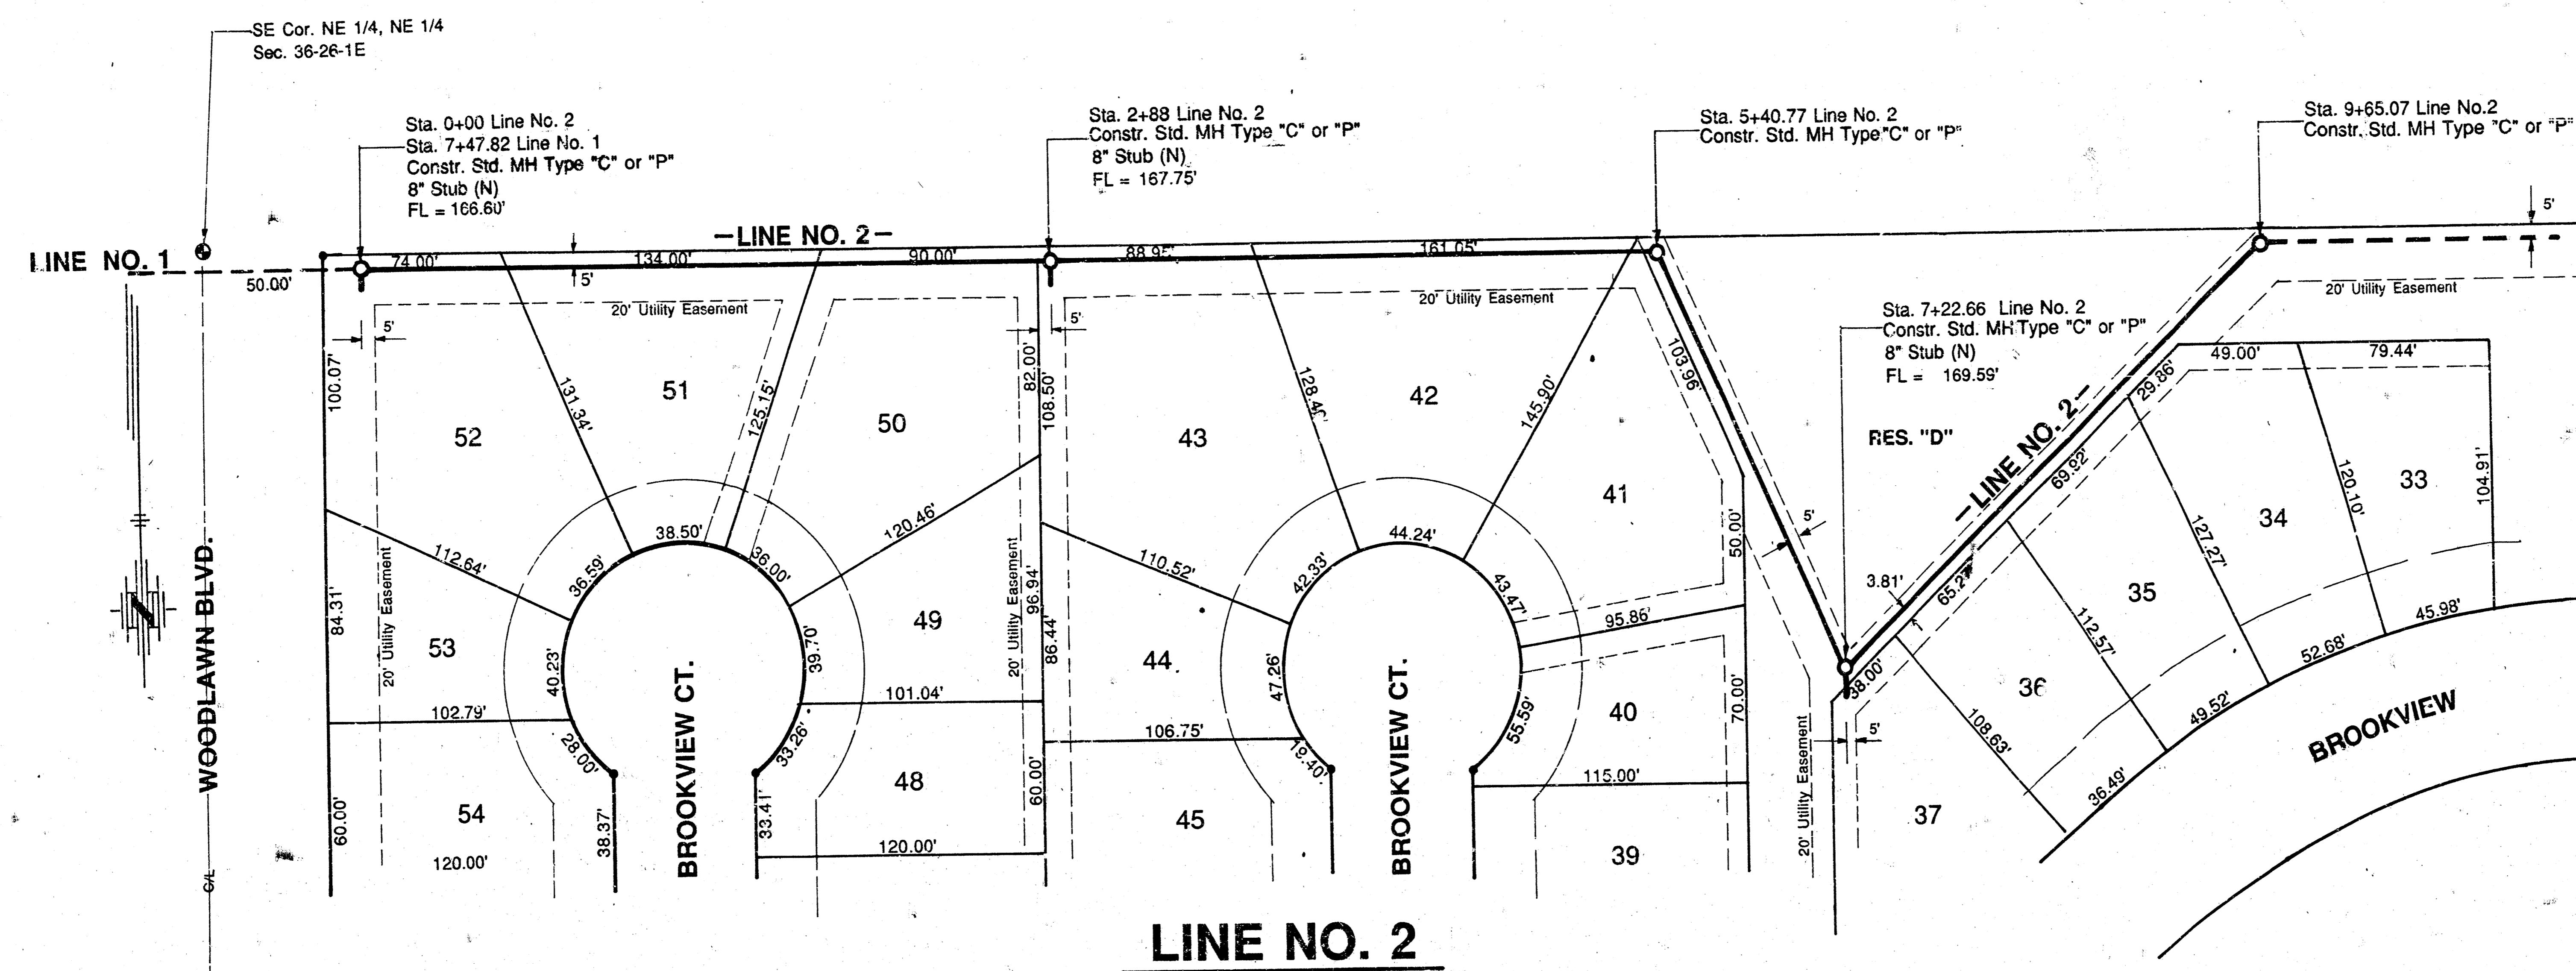 SE Cor. NE 1/4, NE 1/4
Sec. 36-26-1E
Sta. 0+00 Line No. 2
Sta. 7+47.82 Line No. 1
Constr. Std. MH Type "C" or "P"
8" Stub (N)
FL = 166.60'
Sta. 2+88 Line No. 2
Constr. Std. MH Type "C" or "P"
8" Stub (N)
FL = 167.75'
Sta. 5+40.77 Line No. 2
Constr. Std. MH Type "C" or "P"
Sta. 9+65.07 Line No.2
Constr. Std. MH Type "C" or "P"
Sta. 7+22.66 Line No. 2
Constr. Std. MH Type "C" or "P"
8" Stub (N)
FL = 169.59'
LINE NO. 1
50.00'
74.00'
134.00'
–LINE NO. 2–
90.00'
88.95'
161.05'
5'
5'
20' Utility Easement
20' Utility Easement
20' Utility Easement
5'
5'
100.07'
131.34'
51
125.15'
50
82.00'
108.50'
52
43
128.46'
42
145.90'
103.96'
41
RES. "D"
–LINE NO. 2–
29.86'
49.00'
79.44'
69.92'
120.10'
33
104.91'
34
127.27'
112.64'
36.59'
38.50'
36.00'
120.46'
110.52'
42.33'
44.24'
43.47'
50.00'
5'
3.81'
65.27'
35
112.57'
84.31'
53
20' Utility Easement
40.23'
39.70'
49
20' Utility Easement
96.94'
86.44'
44
47.26'
95.86'
55.59'
40
70.00'
38.00'
36
108.63'
45.98'
52.68'
49.52'
36.49'
102.79'
101.04'
106.75'
28.00'
33.26'
18.40'
5'
54
48
60.00'
45
115.00'
20' Utility Easement
37
BROOKVIEW
60.00'
120.00'
38.37'
33.41'
120.00'
39
WOODLAWN BLVD.
C/L
N
BROOKVIEW CT.
BROOKVIEW CT.
LINE NO. 2